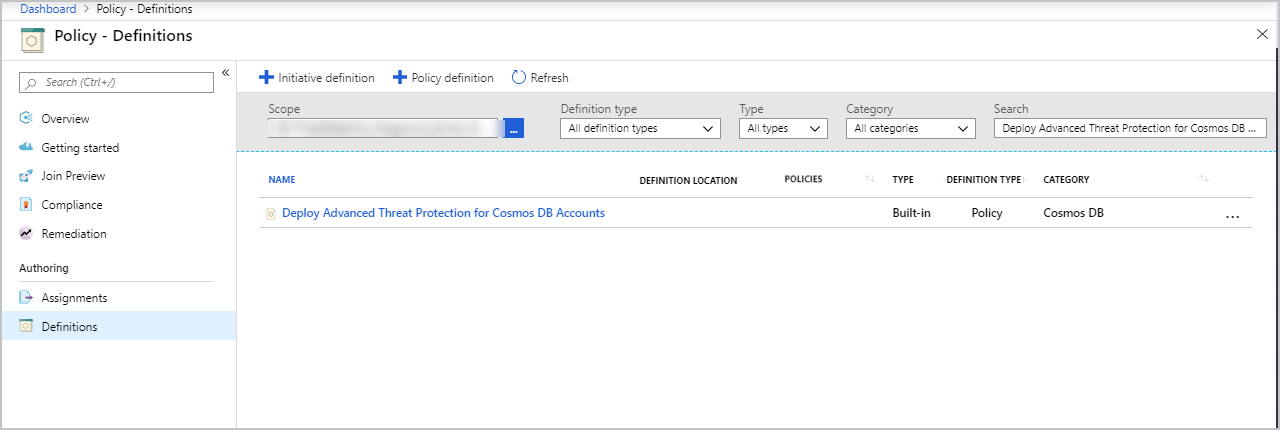 Dashboard > Policy - Definitions
Policy - Definitions
Search (Ctrl+/)
«
Overview
Getting started
Join Preview
Compliance
Remediation
Authoring
Assignments
Definitions
Initiative definition Policy definition Refresh
Scope Definition type Type Category Search
... All definition types All types All categories Deploy Advanced Threat Protection for Cosmos DB ...
NAME DEFINITION LOCATION POLICIES TYPE DEFINITION TYPE CATEGORY
Deploy Advanced Threat Protection for Cosmos DB Accounts Built-in Policy Cosmos DB ...